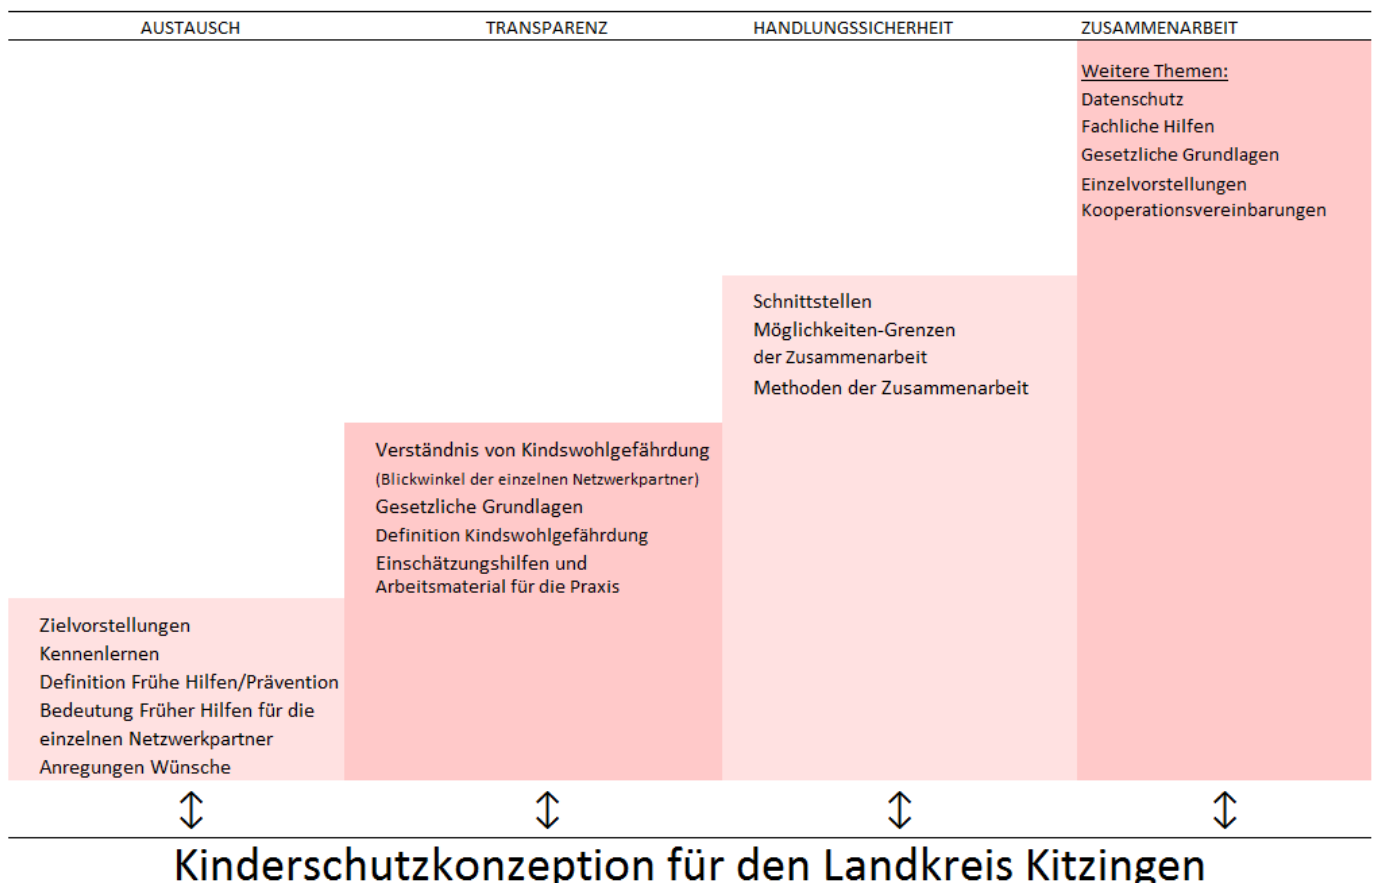 AUSTAUSCH
TRANSPARENZ
HANDLUNGSSICHERHEIT
ZUSAMMENARBEIT
Weitere Themen:
Datenschutz
Fachliche Hilfen
Gesetzliche Grundlagen
Einzelvorstellungen
Kooperationsvereinbarungen
Schnittstellen
Möglichkeiten-Grenzen
der Zusammenarbeit
Methoden der Zusammenarbeit
Verständnis von Kindswohlgefährdung
(Blickwinkel der einzelnen Netzwerkpartner)
Gesetzliche Grundlagen
Definition Kindswohlgefährdung
Einschätzungshilfen und
Arbeitsmaterial für die Praxis
Zielvorstellungen
Kennenlernen
Definition Frühe Hilfen/Prävention
Bedeutung Früher Hilfen für die
einzelnen Netzwerkpartner
Anregungen Wünsche
Kinderschutzkonzeption für den Landkreis Kitzingen